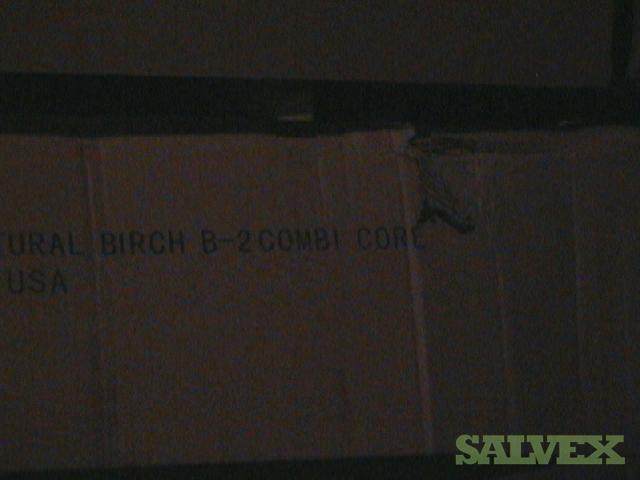 TURAL BIRCH B-2 COMBI CORE
USA
SALVEX